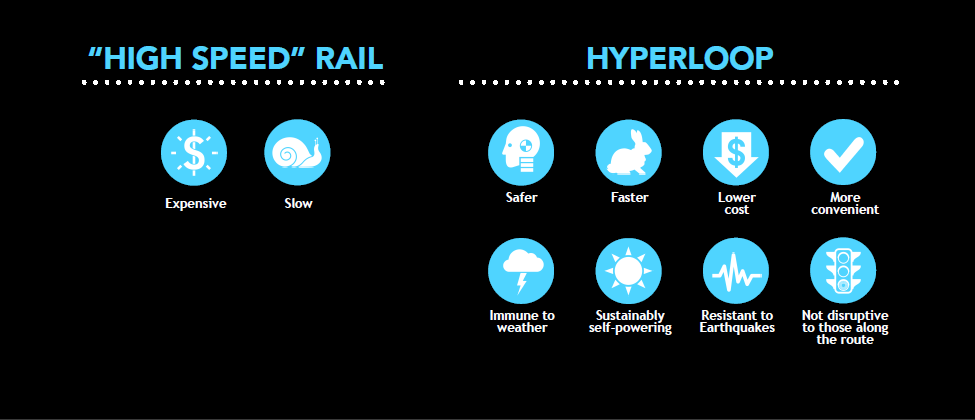 “HIGH SPEED” RAIL
HYPERLOOP
$
$
Expensive
Slow
Safer
Faster
Lower
cost
More
convenient
Immune to
weather
Sustainably
self-powering
Resistant to
Earthquakes
Not disruptive
to those along
the route